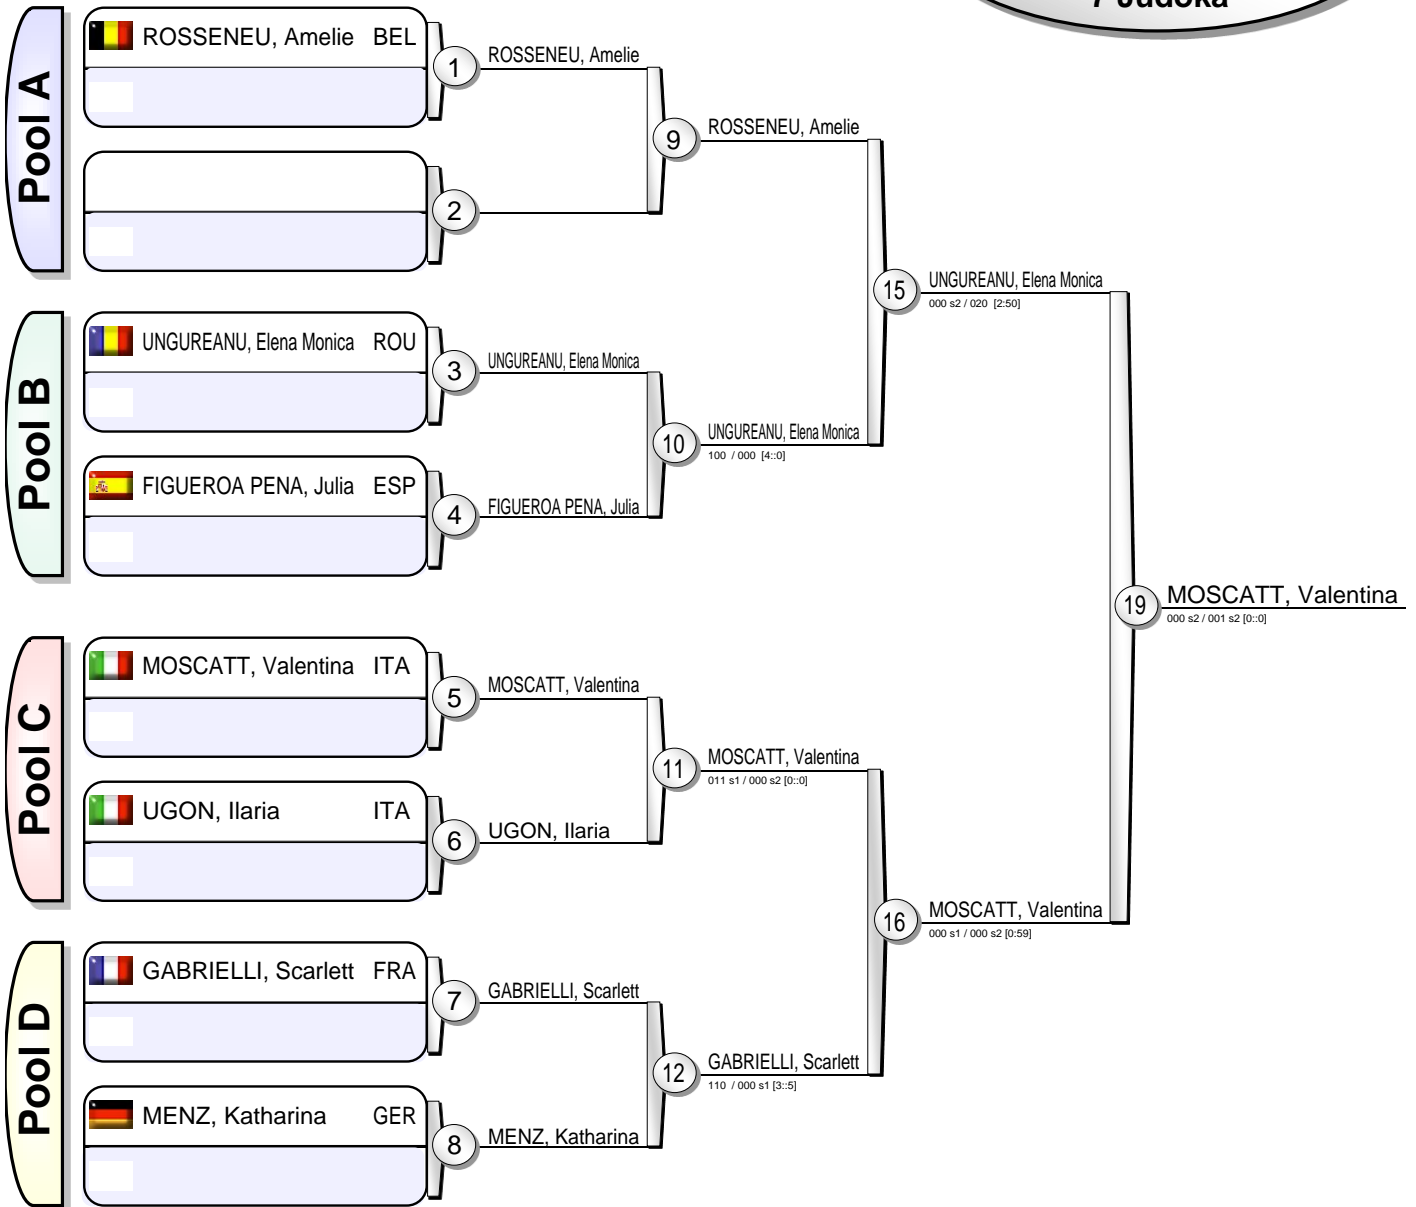 7 Judoka
Pool A
ROSSENEU, Amelie BEL
1
ROSSENEU, Amelie
2
9
ROSSENEU, Amelie
Pool B
UNGUREANU, Elena Monica ROU
3
UNGUREANU, Elena Monica
FIGUEROA PENA, Julia ESP
4
FIGUEROA PENA, Julia
10
UNGUREANU, Elena Monica
100 / 000 [4::0]
15
UNGUREANU, Elena Monica
000 s2 / 020 [2:50]
Pool C
MOSCATT, Valentina ITA
5
MOSCATT, Valentina
UGON, Ilaria ITA
6
UGON, Ilaria
11
MOSCATT, Valentina
011 s1 / 000 s2 [0::0]
Pool D
GABRIELLI, Scarlett FRA
7
GABRIELLI, Scarlett
MENZ, Katharina GER
8
MENZ, Katharina
12
GABRIELLI, Scarlett
110 / 000 s1 [3::5]
16
MOSCATT, Valentina
000 s1 / 000 s2 [0:59]
19
MOSCATT, Valentina
000 s2 / 001 s2 [0::0]